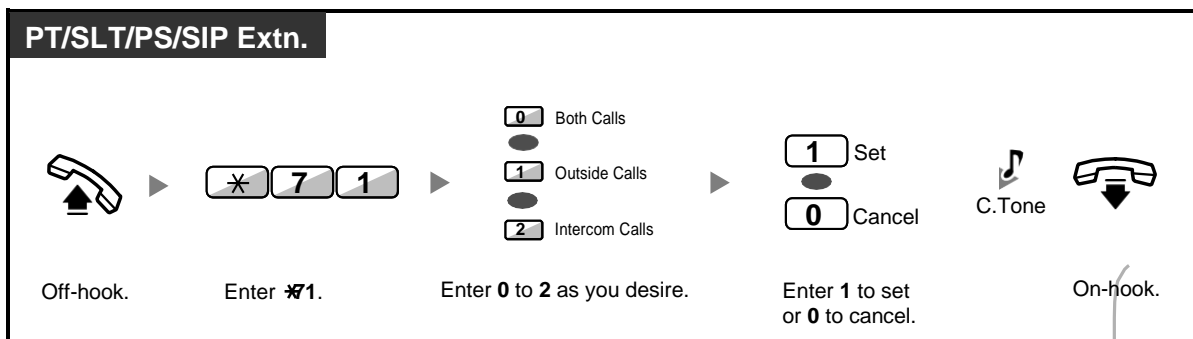 PT/SLT/PS/SIP Extn.
0 Both Calls
1 Outside Calls
2 Intercom Calls
* 7 1
1 Set
0 Cancel
C.Tone
Off-hook.
Enter *71.
Enter 0 to 2 as you desire.
Enter 1 to set
or 0 to cancel.
On-hook.